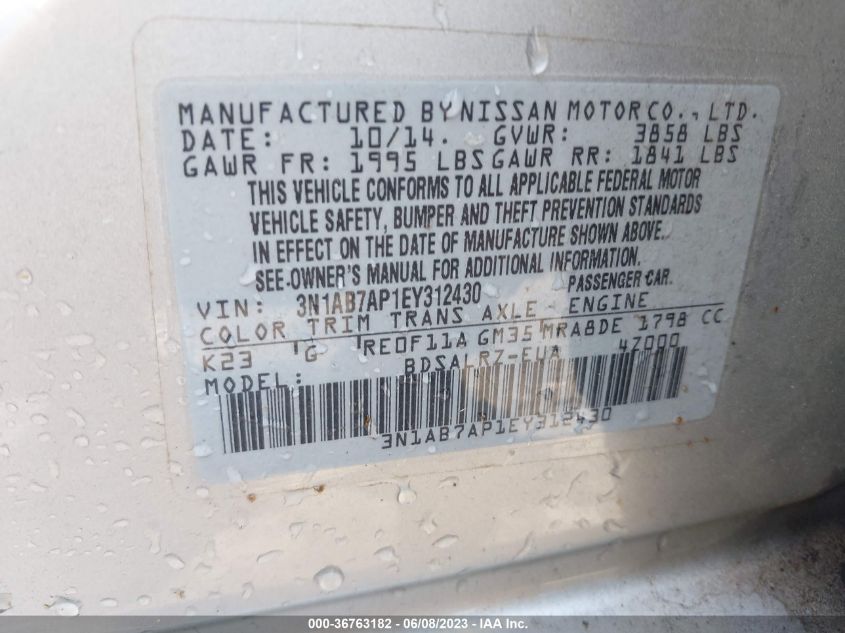 MANUFACTURED BY NISSAN MOTOR CO., LTD.
DATE: 10/14. GVWR: 3858 LBS
GAWR FR: 1995 LBS GAWR RR: 1841 LBS
THIS VEHICLE CONFORMS TO ALL APPLICABLE FEDERAL MOTOR
VEHICLE SAFETY, BUMPER AND THEFT PREVENTION STANDARDS
IN EFFECT ON THE DATE OF MANUFACTURE SHOWN ABOVE.
SEE OWNER'S MANUAL FOR ADDITIONAL INFORMATION.
VIN: 3N1AB7AP1EY312430 PASSENGER CAR.
COLOR TRIM TRANS AXLE ENGINE
K23 G RE0F11A GM35 MRA8DE 1798 CC
MODEL: BDSALRZ-EUA 4Z000
3N1AB7AP1EY312430
000-36763182 - 06/08/2023 - IAA Inc.